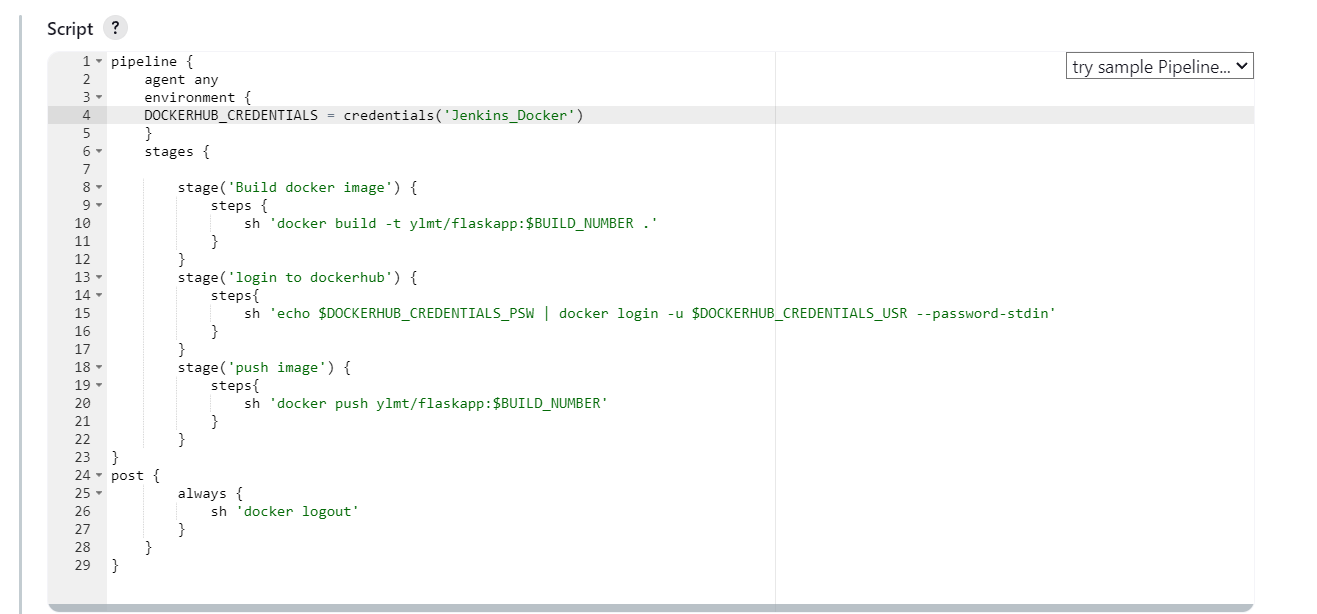 Script ?
try sample Pipeline...
1 pipeline {
2     agent any
3     environment {
4     DOCKERHUB_CREDENTIALS = credentials('Jenkins_Docker')
5     }
6     stages {
7
8         stage('Build docker image') {
9             steps {
10                 sh 'docker build -t ylmt/flaskapp:$BUILD_NUMBER .'
11             }
12         }
13         stage('login to dockerhub') {
14             steps{
15                 sh 'echo $DOCKERHUB_CREDENTIALS_PSW | docker login -u $DOCKERHUB_CREDENTIALS_USR --password-stdin'
16             }
17         }
18         stage('push image') {
19             steps{
20                 sh 'docker push ylmt/flaskapp:$BUILD_NUMBER'
21             }
22         }
23 }
24 post {
25         always {
26             sh 'docker logout'
27         }
28     }
29 }